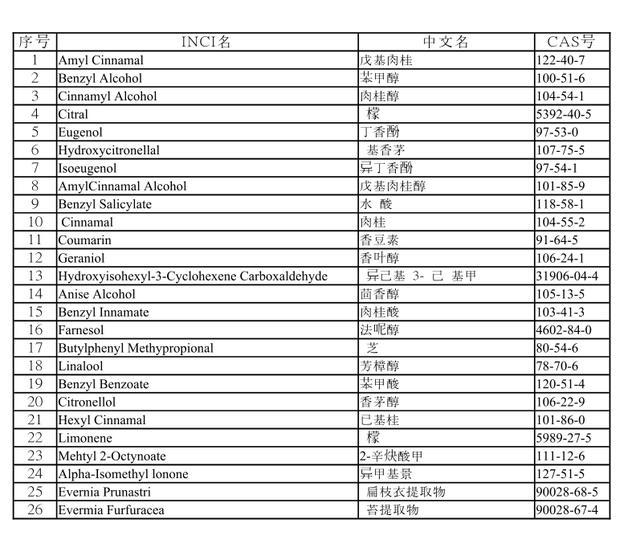 序号 INCI名 中文名 CAS号
1 Amyl Cinnamal 戊基肉桂 122-40-7
2 Benzyl Alcohol 苯甲醇 100-51-6
3 Cinnamyl Alcohol 肉桂醇 104-54-1
4 Citral 檬 5392-40-5
5 Eugenol 丁香酚 97-53-0
6 Hydroxycitronellal 基香茅 107-75-5
7 Isoeugenol 异丁香酚 97-54-1
8 AmylCinnamal Alcohol 戊基肉桂醇 101-85-9
9 Benzyl Salicylate 水 酸 118-58-1
10 Cinnamal 肉桂 104-55-2
11 Coumarin 香豆素 91-64-5
12 Geraniol 香叶醇 106-24-1
13 Hydroxyisohexyl-3-Cyclohexene Carboxaldehyde 异己基 3- 己 基甲 31906-04-4
14 Anise Alcohol 茴香醇 105-13-5
15 Benzyl Innamate 肉桂酸 103-41-3
16 Farnesol 法呢醇 4602-84-0
17 Butylphenyl Methypropional 芝 80-54-6
18 Linalool 芳樟醇 78-70-6
19 Benzyl Benzoate 苯甲酸 120-51-4
20 Citronellol 香茅醇 106-22-9
21 Hexyl Cinnamal 已基桂 101-86-0
22 Limonene 檬 5989-27-5
23 Mehtyl 2-Octynoate 2-辛炔酸甲 111-12-6
24 Alpha-Isomethyl lonone 异甲基景 127-51-5
25 Evernia Prunastri 扁枝衣提取物 90028-68-5
26 Evermia Furfuracea 苔提取物 90028-67-4